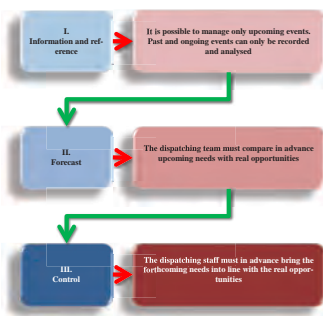 I.
Information and ref-
erence
It is possible to manage only upcoming events.
Past and ongoing events can only be recorded
and analysed
II.
Forecast
The dispatching team must compare in advance
upcoming needs with real opportunities
III.
Control
The dispatching staff must in advance bring the
forthcoming needs into line with the real oppor-
tunities